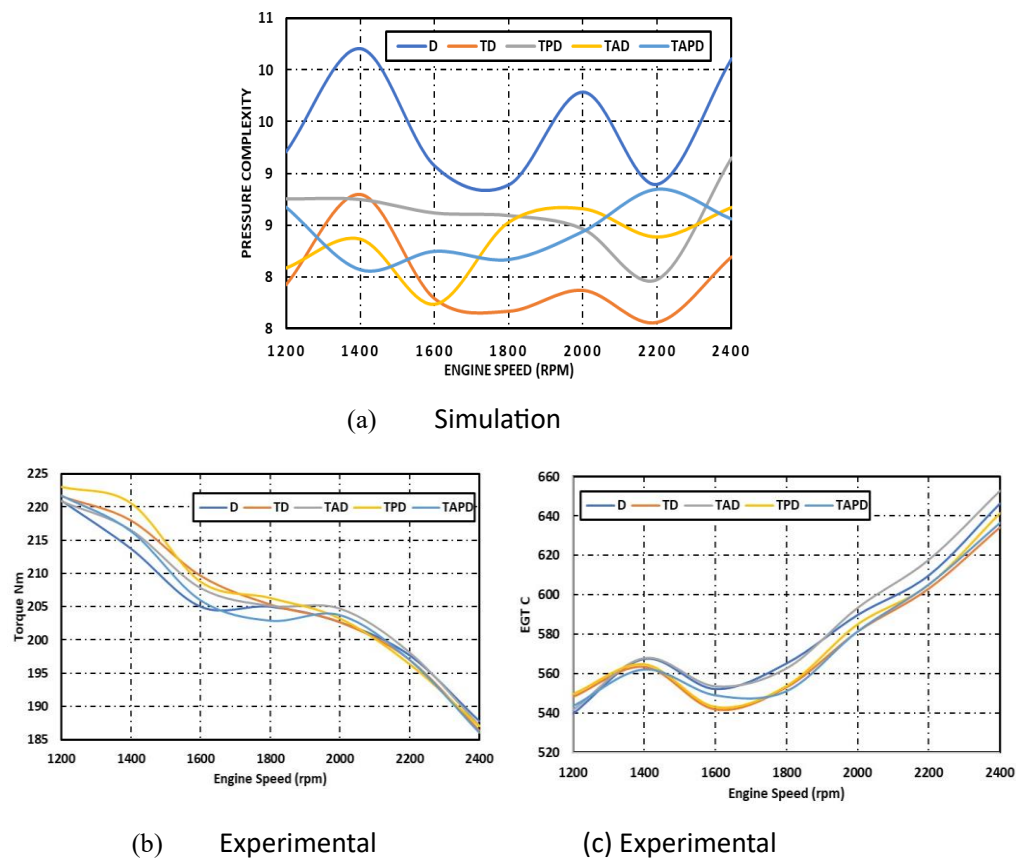 11
D TD TPD TAD TAPD
10
10
9
9
8
8
PRESSURE COMPLEXITY
1200 1400 1600 1800 2000 2200 2400
ENGINE SPEED (RPM)
(a) Simulation
225
220
215
210
205
200
195
190
185
Torque Nm
D TD TAD TPD TAPD
1200 1400 1600 1800 2000 2200 2400
Engine Speed (rpm)
660
640
620
600
580
560
540
520
EGT C
D TD TAD TPD TAPD
1200 1400 1600 1800 2000 2200 2400
Engine Speed (rpm)
(b) Experimental
(c) Experimental